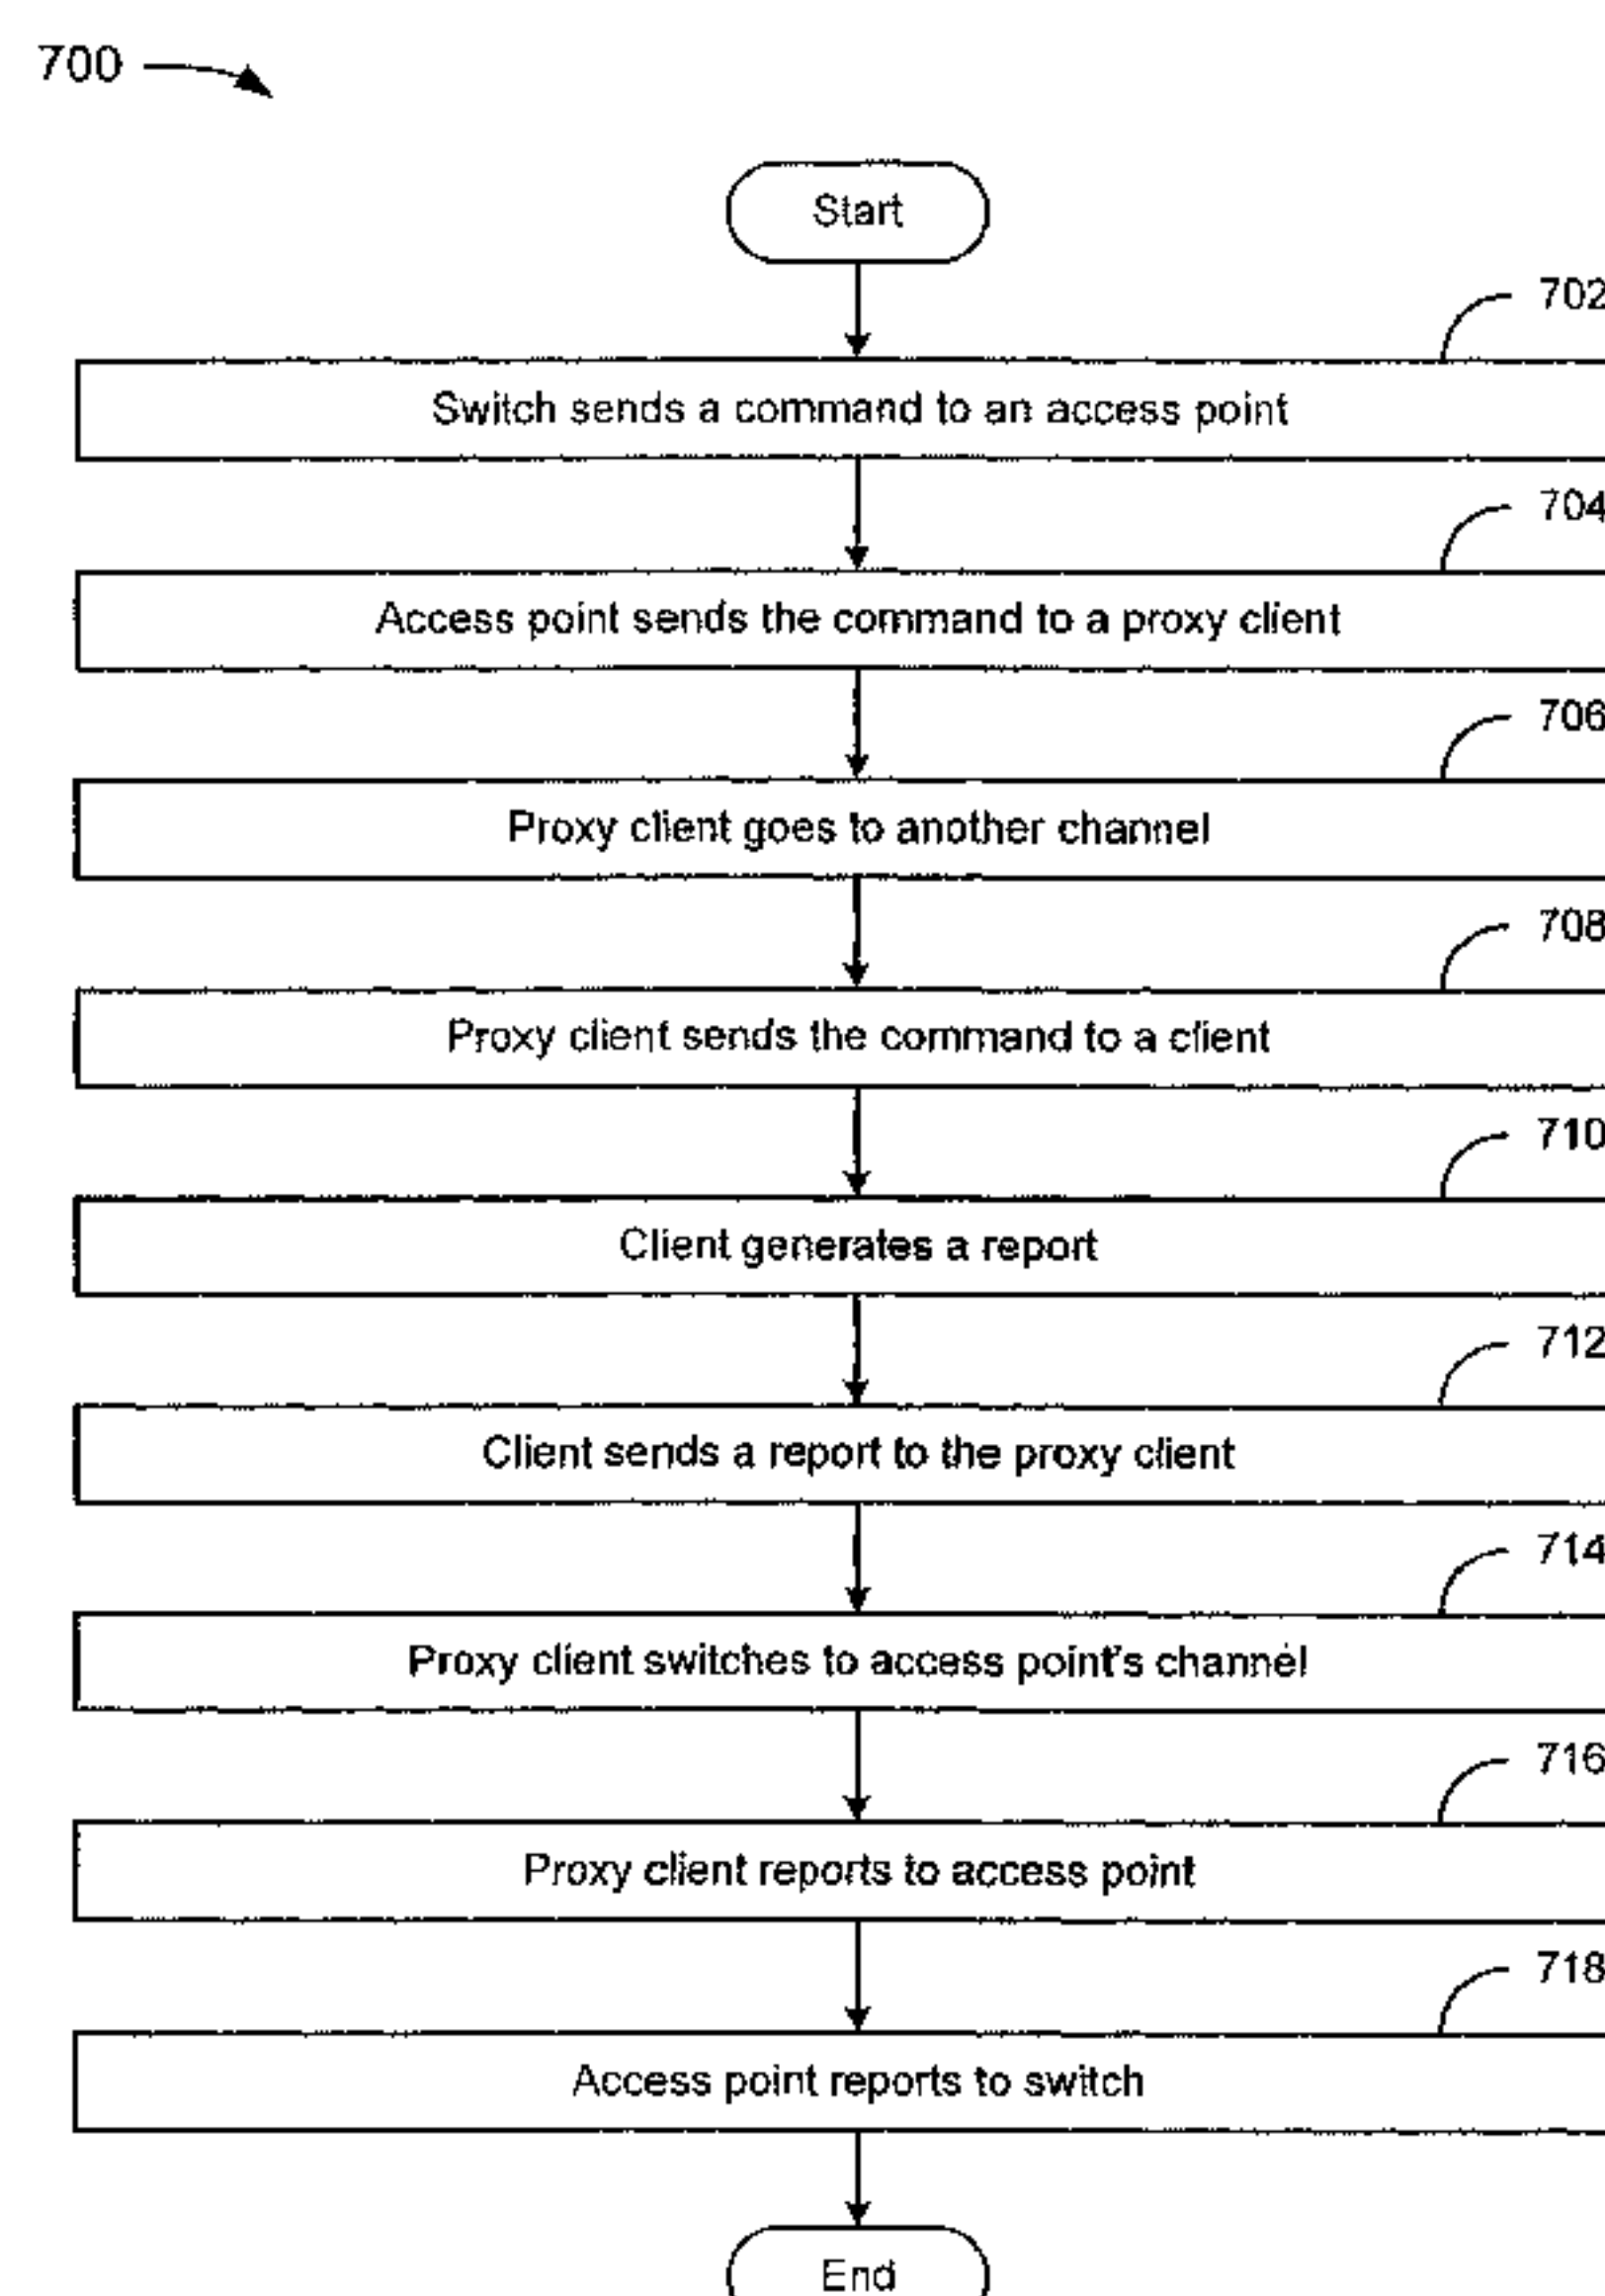 700
Start
702
Switch sends a command to an access point
704
Access point sends the command to a proxy client
706
Proxy client goes to another channel
708
Proxy client sends the command to a client
710
Client generates a report
712
Client sends a report to the proxy client
714
Proxy client switches to access point's channel
716
Proxy client reports to access point
718
Access point reports to switch
End